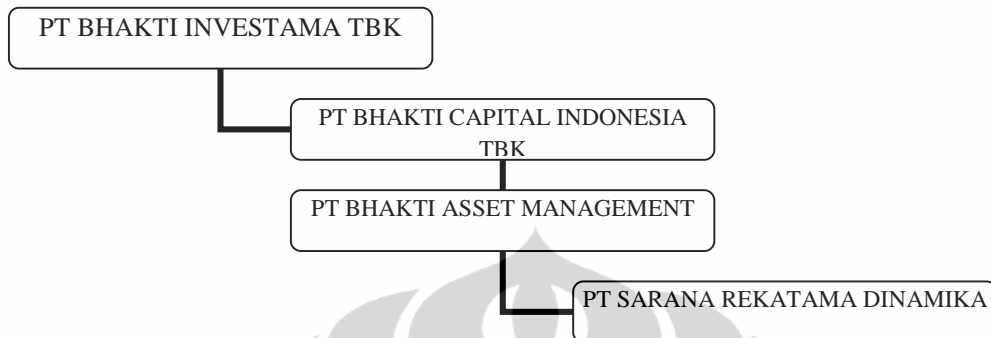 PT BHAKTI INVESTAMA TBK
PT BHAKTI CAPITAL INDONESIA
TBK
PT BHAKTI ASSET MANAGEMENT
PT SARANA REKATAMA DINAMIKA